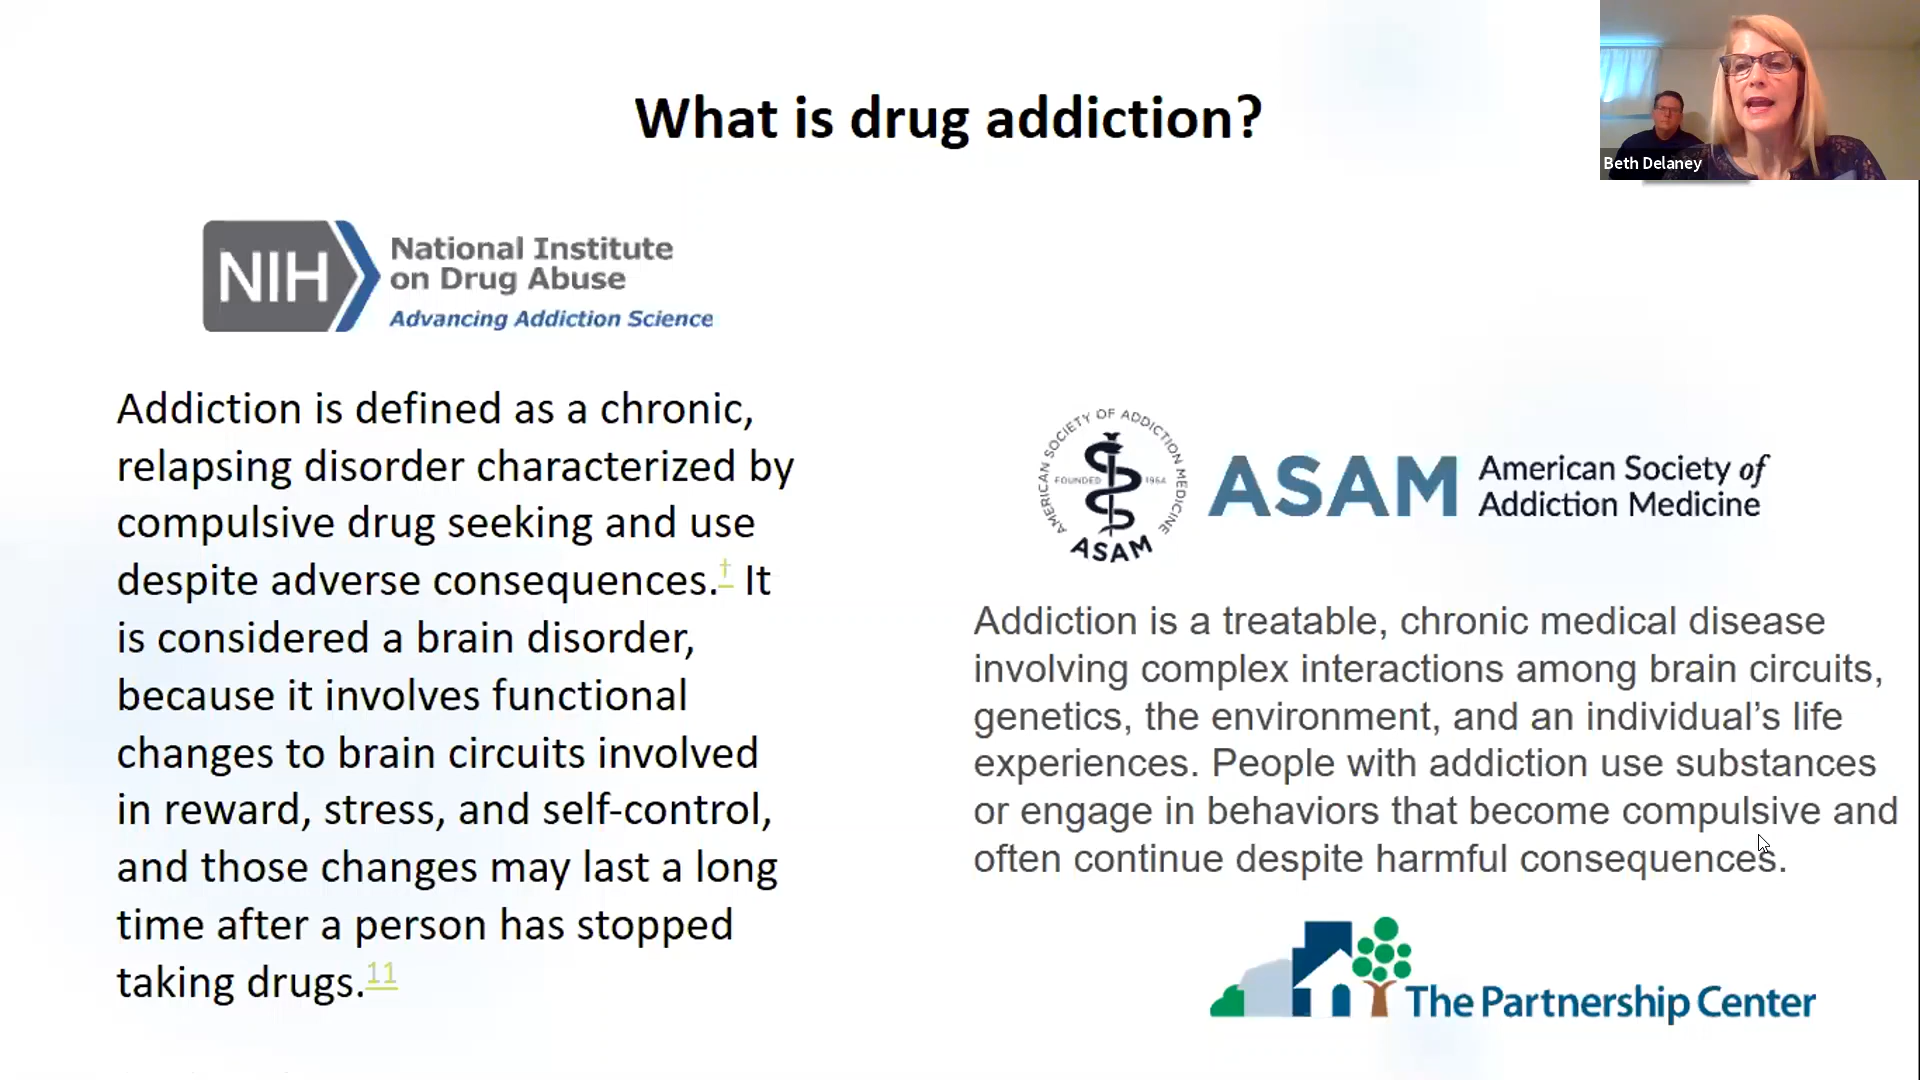 What is drug addiction?
Beth Delaney
NIH
National Institute
on Drug Abuse
Advancing Addiction Science
Addiction is defined as a chronic,
relapsing disorder characterized by
compulsive drug seeking and use
despite adverse consequences.† It
is considered a brain disorder,
because it involves functional
changes to brain circuits involved
in reward, stress, and self-control,
and those changes may last a long
time after a person has stopped
taking drugs.11
AMERICAN SOCIETY OF ADDICTION MEDICINE
FOUNDED 1954
ASAM
ASAM
American Society of
Addiction Medicine
Addiction is a treatable, chronic medical disease
involving complex interactions among brain circuits,
genetics, the environment, and an individual’s life
experiences. People with addiction use substances
or engage in behaviors that become compulsive and
often continue despite harmful consequences.
The Partnership Center